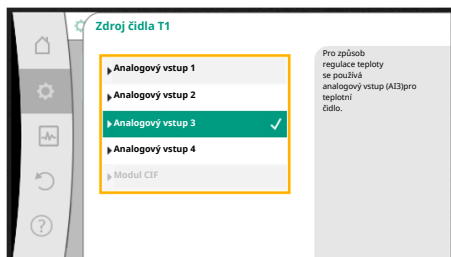 Zdroj čidla T1
Analogový vstup 1
Analogový vstup 2
Analogový vstup 3
Analogový vstup 4
Modul CIF
Pro způsob
regulace teploty
se používá
analogový vstup (AI3)pro
teplotní
čidlo.